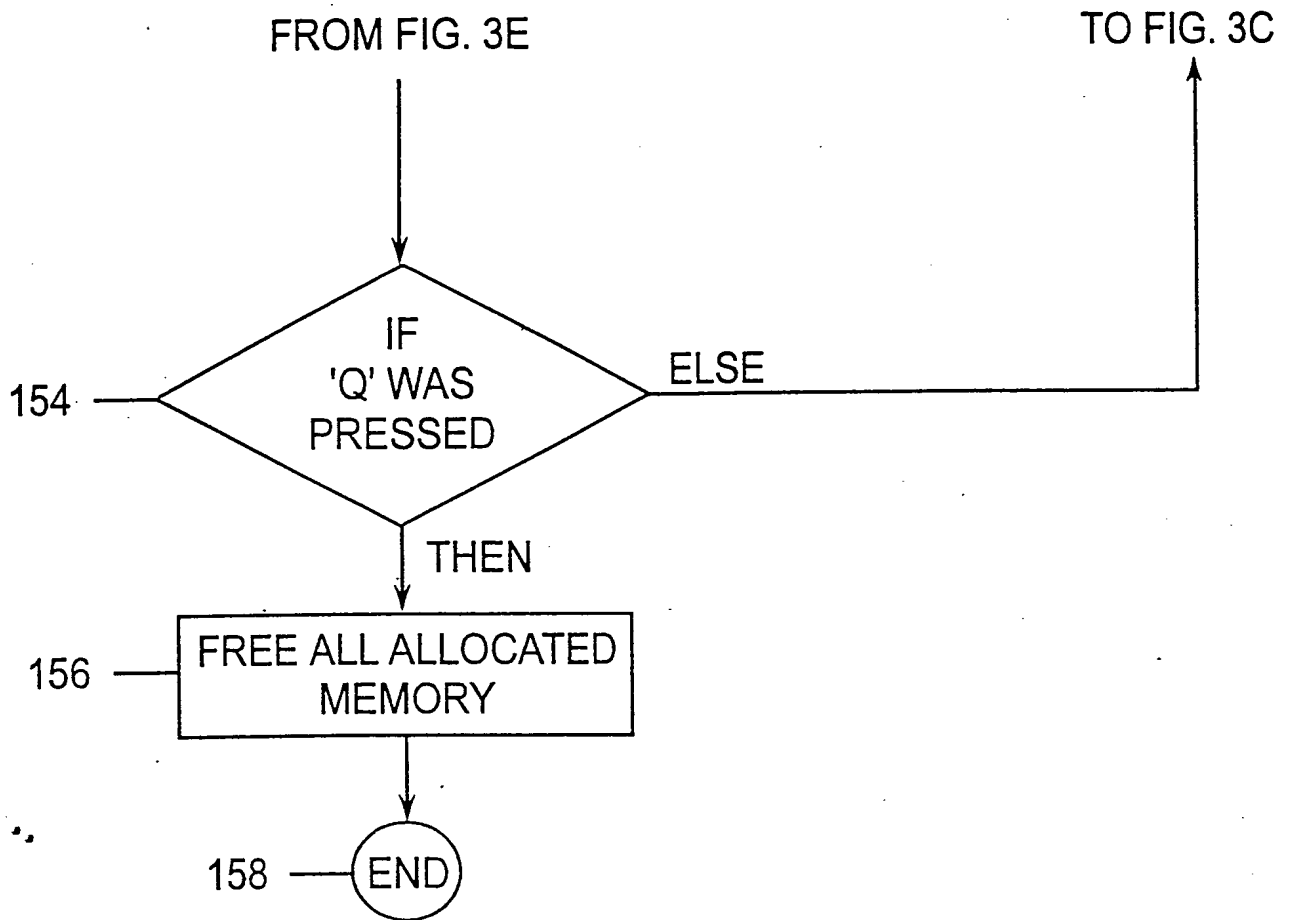 FROM FIG. 3E
TO FIG. 3C
IF
'Q' WAS
PRESSED
ELSE
154
THEN
FREE ALL ALLOCATED
MEMORY
156
END
158